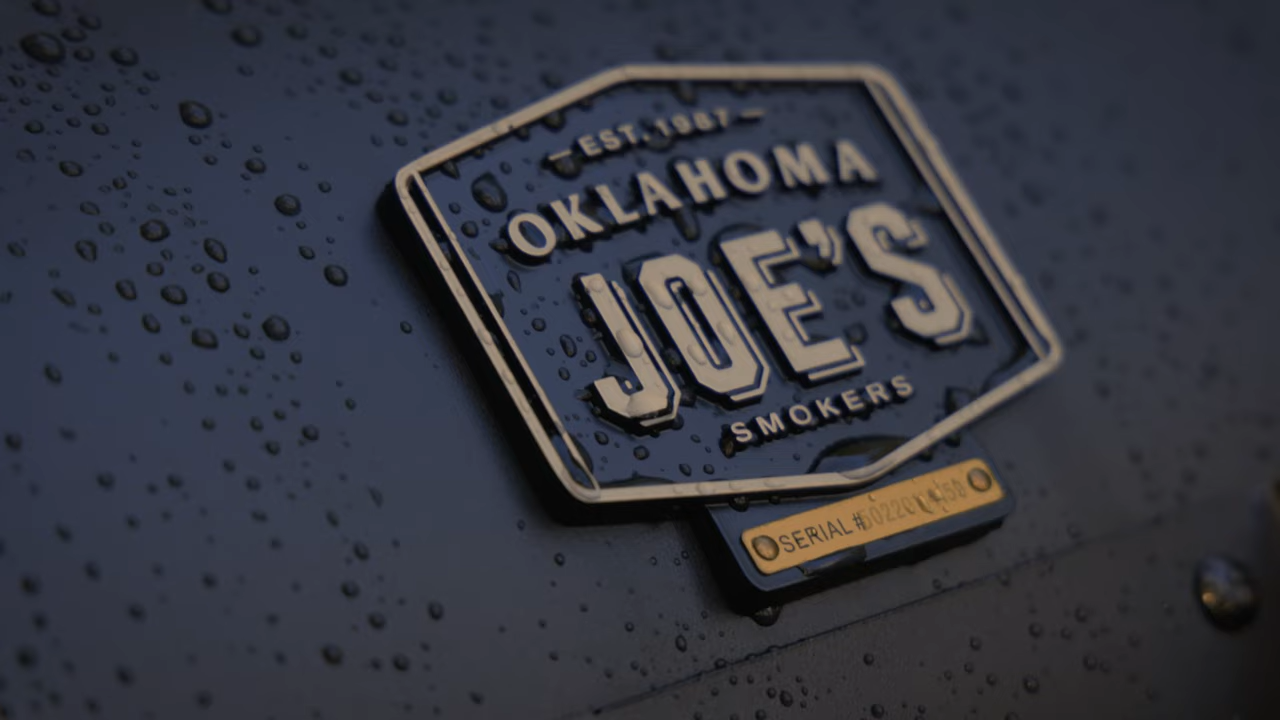 — EST. 1987 —
OKLAHOMA
JOE'S
SMOKERS
SERIAL#